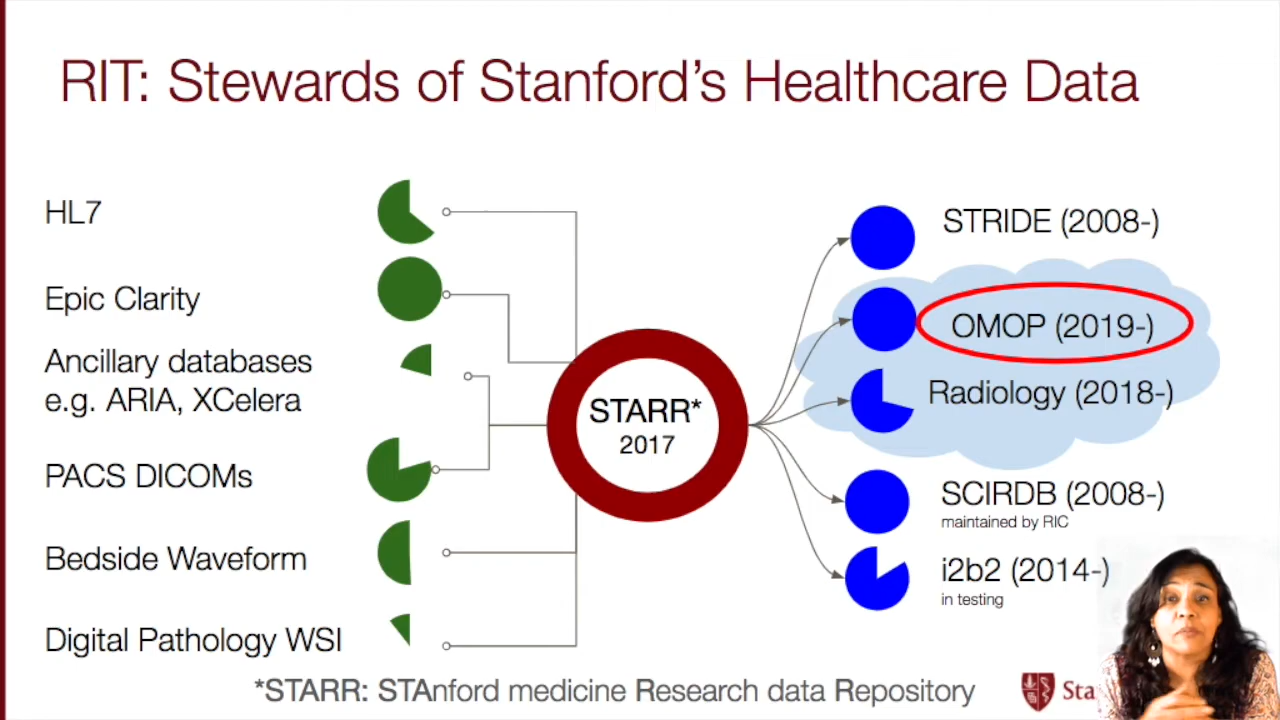 RIT: Stewards of Stanford's Healthcare Data
HL7
Epic Clarity
Ancillary databases
e.g. ARIA, XCelera
PACS DICOMs
Bedside Waveform
Digital Pathology WSI
STARR*
2017
STRIDE (2008-)
OMOP (2019-)
Radiology (2018-)
SCIRDB (2008-)
maintained by RIC
i2b2 (2014-)
in testing
*STARR: STAnford medicine Research data Repository